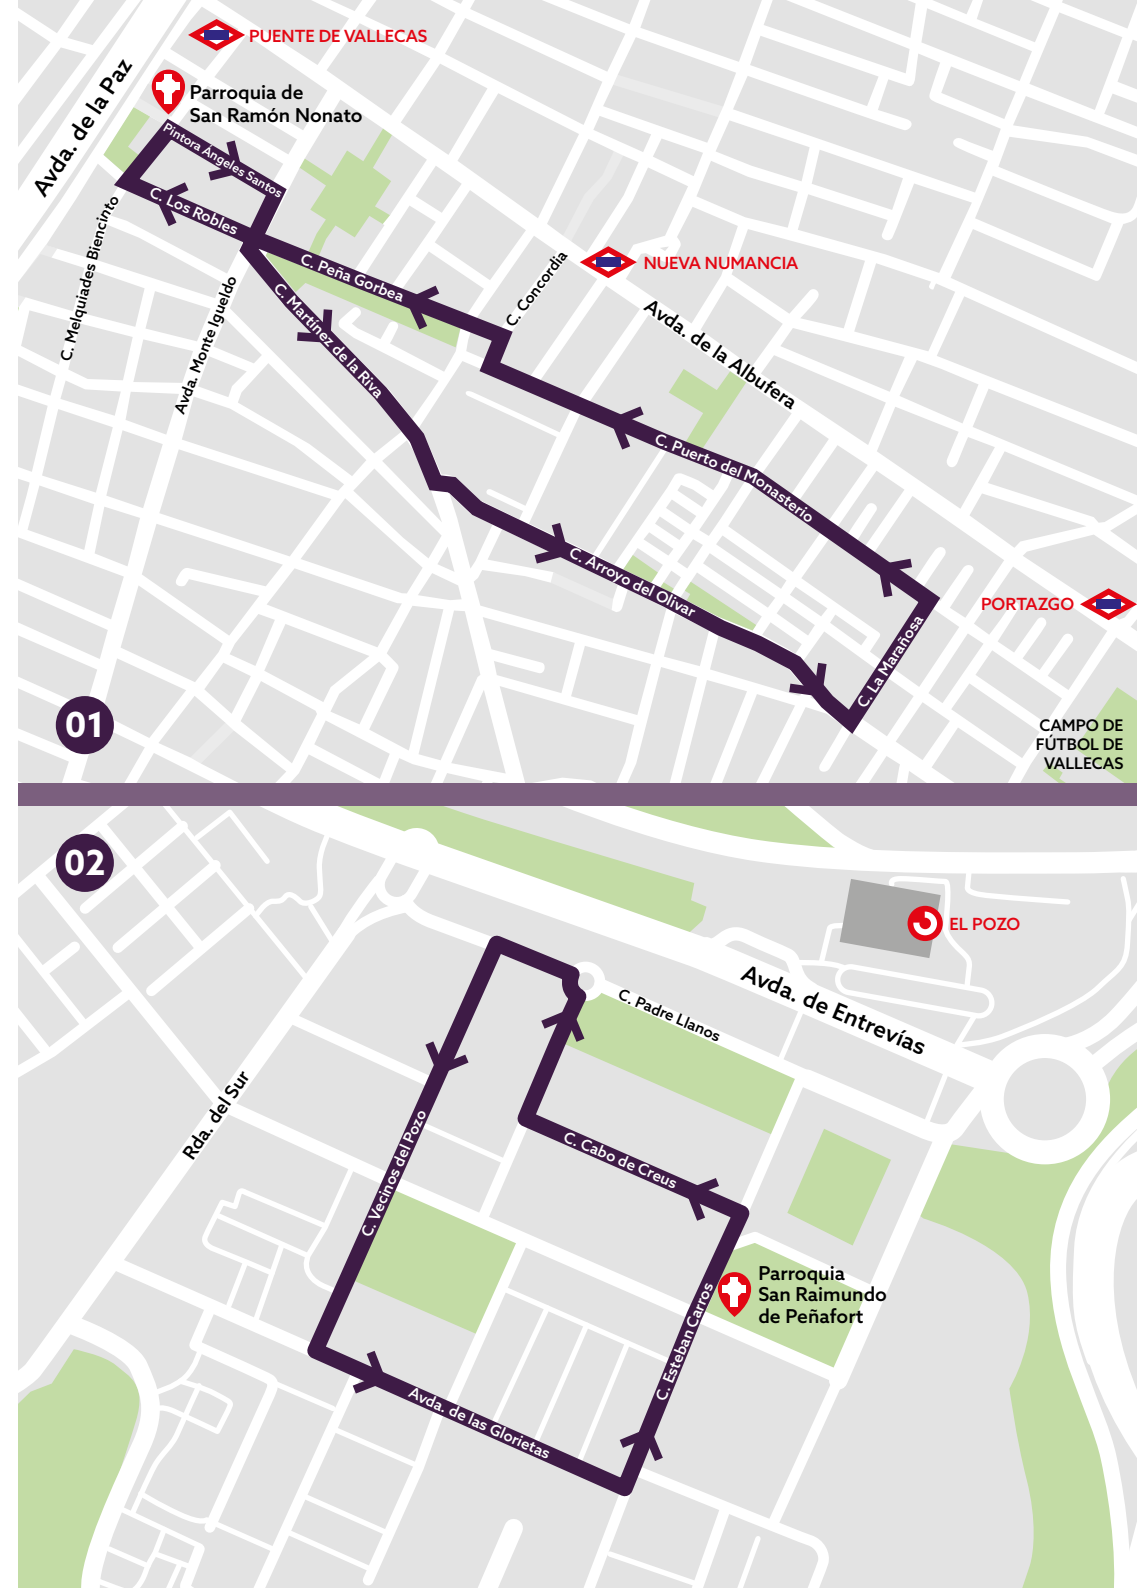 PUENTE DE VALLECAS
Avda. de la Paz
Parroquia de
San Ramón Nonato
Pintora Ángeles Santos
C. Los Robles
C. Melquiades Biencinto
C. Peña Gorbea
C. Concordia
NUEVA NUMANCIA
Avda. Monte Igueldo
C. Martínez de la Riva
Avda. de la Albufera
C. Puerto del Monasterio
C. Arroyo del Olivar
PORTAZGO
C. La Marañosa
01
CAMPO DE
FÚTBOL DE
VALLECAS
02
EL POZO
C. Padre Llanos
Avda. de Entrevías
Rda. del Sur
C. Vecinos del Pozo
C. Cabo de Creus
Parroquia
San Raimundo
de Peñafort
C. Esteban Carros
Avda. de las Glorietas